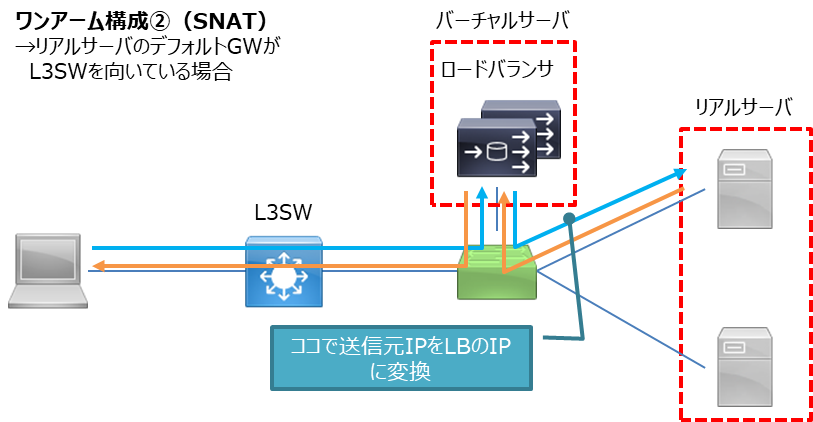 ワンアーム構成②（SNAT）
→リアルサーバのデフォルトGWが
L3SWを向いている場合
バーチャルサーバ
ロードバランサ
リアルサーバ
L3SW
ココで送信元IPをLBのIP
に変換